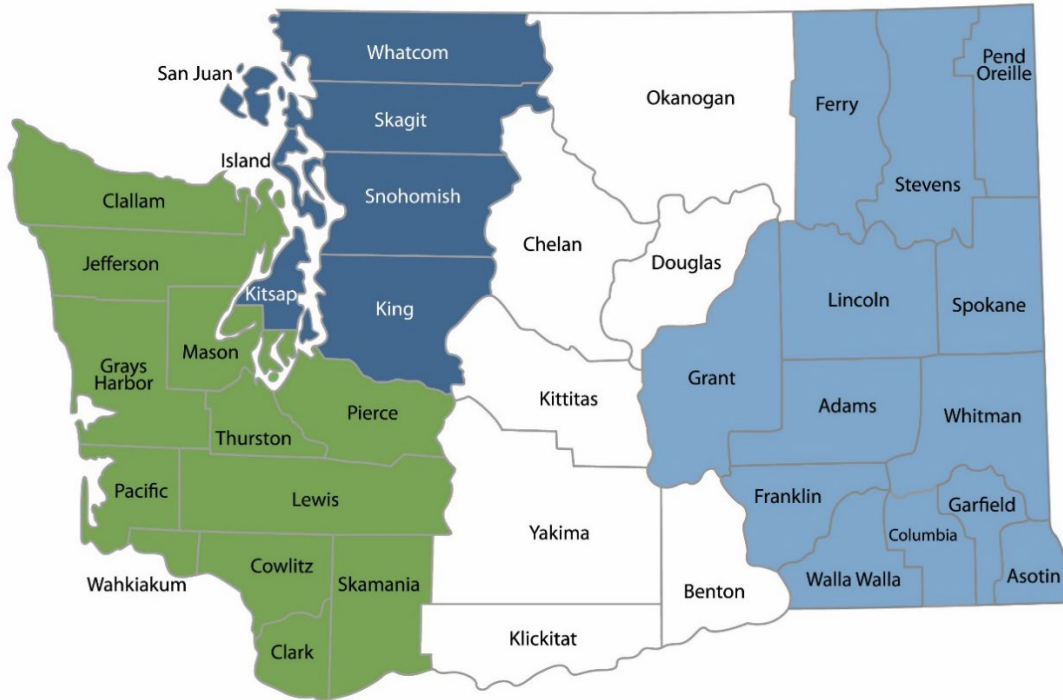 Whatcom
San Juan
Skagit
Island
Snohomish
Clallam
Jefferson
Kitsap
King
Grays
Harbor
Mason
Thurston
Pierce
Pacific
Lewis
Wahkiakum
Cowlitz
Skamania
Clark
Okanogan
Chelan
Douglas
Kittitas
Yakima
Benton
Klickitat
Ferry
Stevens
Pend
Oreille
Lincoln
Spokane
Grant
Adams
Whitman
Franklin
Columbia
Garfield
Walla Walla
Asotin